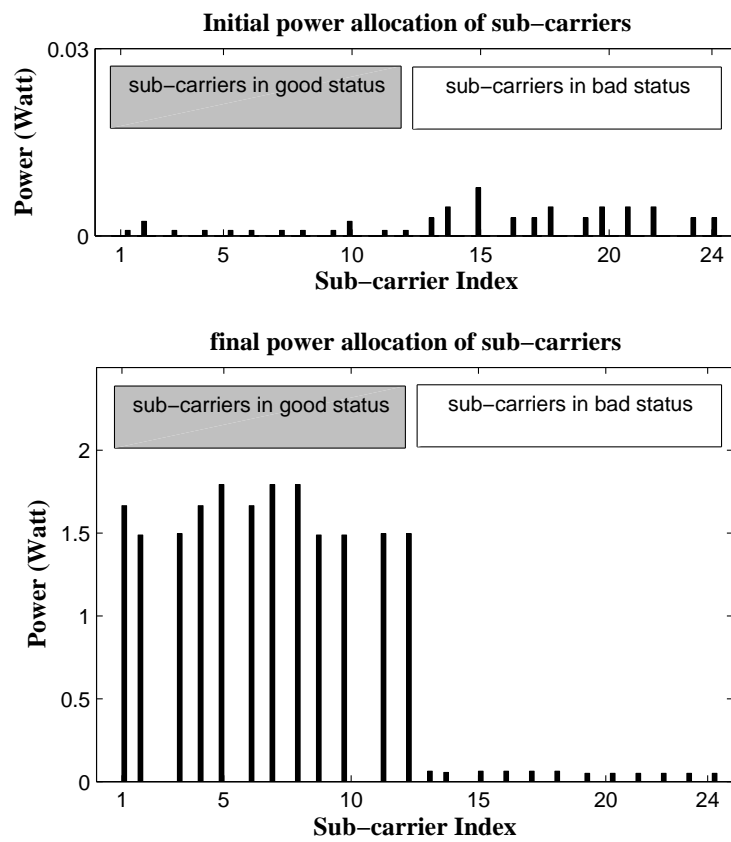 Initial power allocation of sub−carriers
0.03
sub−carriers in good status
sub−carriers in bad status
Power (Watt)
0
1 5 10 15 20 24
Sub−carrier Index
final power allocation of sub−carriers
sub−carriers in good status
sub−carriers in bad status
2
1.5
Power (Watt)
1
0.5
0
1 5 10 15 20 24
Sub−carrier Index